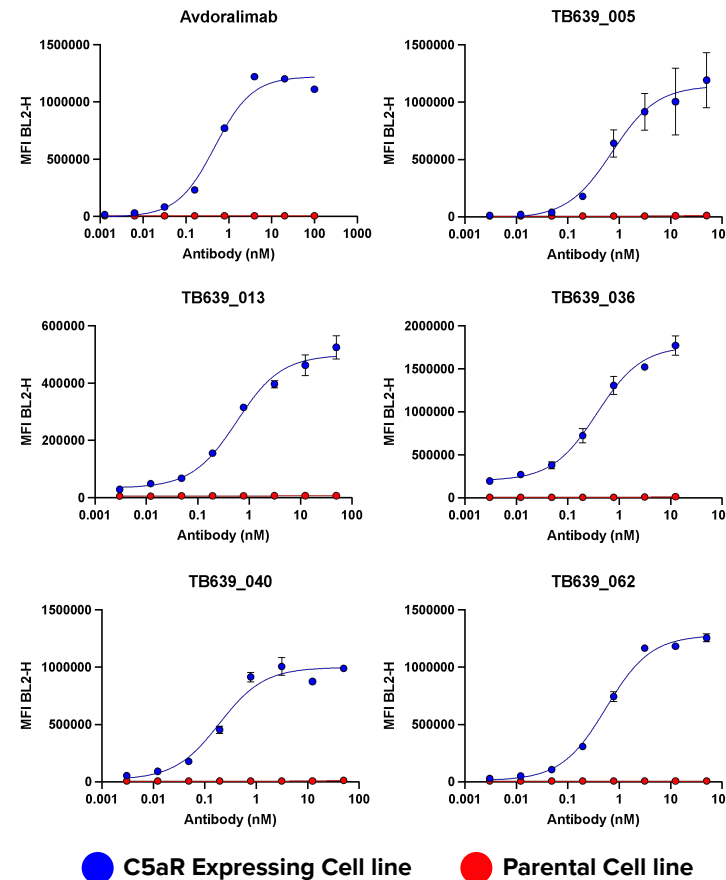 Avdoralimab
TB639_005
1500000
1000000
500000
0
MFI BL2-H
0.001 0.01 0.1 1 10 100 1000
Antibody (nM)
1500000
1000000
500000
0
MFI BL2-H
0.001 0.01 0.1 1 10
Antibody (nM)
TB639_013
TB639_036
600000
400000
200000
0
MFI BL2-H
0.001 0.01 0.1 1 10 100
Antibody (nM)
2000000
1500000
1000000
500000
0
MFI BL2-H
0.001 0.01 0.1 1 10
Antibody (nM)
TB639_040
TB639_062
1500000
1000000
500000
0
MFI BL2-H
0.001 0.01 0.1 1 10 100
Antibody (nM)
1500000
1000000
500000
0
MFI BL2-H
0.001 0.01 0.1 1 10
Antibody (nM)
C5aR Expressing Cell line
Parental Cell line